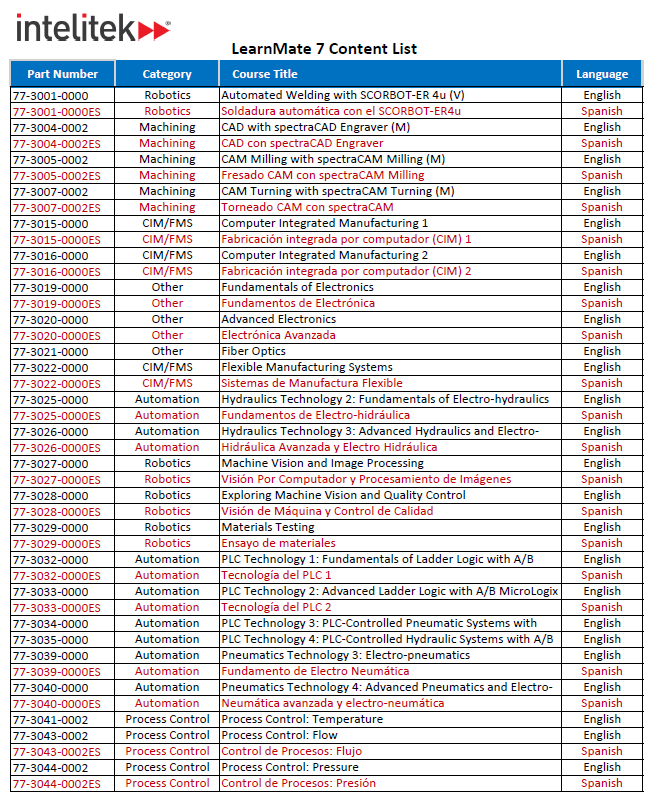 intelitek
LearnMate 7 Content List
Part Number Category Course Title Language
77-3001-0000 Robotics Automated Welding with SCORBOT-ER 4u (V) English
77-3001-0000ES Robotics Soldadura automática con el SCORBOT-ER4u Spanish
77-3004-0002 Machining CAD with spectraCAD Engraver (M) English
77-3004-0002ES Machining CAD con spectraCAD Engraver Spanish
77-3005-0002 Machining CAM Milling with spectraCAM Milling (M) English
77-3005-0002ES Machining Fresado CAM con spectraCAM Milling Spanish
77-3007-0002 Machining CAM Turning with spectraCAM Turning (M) English
77-3007-0002ES Machining Torneado CAM con spectraCAM Spanish
77-3015-0000 CIM/FMS Computer Integrated Manufacturing 1 English
77-3015-0000ES CIM/FMS Fabricación integrada por computador (CIM) 1 Spanish
77-3016-0000 CIM/FMS Computer Integrated Manufacturing 2 English
77-3016-0000ES CIM/FMS Fabricación integrada por computador (CIM) 2 Spanish
77-3019-0000 Other Fundamentals of Electronics English
77-3019-0000ES Other Fundamentos de Electrónica Spanish
77-3020-0000 Other Advanced Electronics English
77-3020-0000ES Other Electrónica Avanzada Spanish
77-3021-0000 Other Fiber Optics English
77-3022-0000 CIM/FMS Flexible Manufacturing Systems English
77-3022-0000ES CIM/FMS Sistemas de Manufactura Flexible Spanish
77-3025-0000 Automation Hydraulics Technology 2: Fundamentals of Electro-hydraulics English
77-3025-0000ES Automation Fundamentos de Electro-hidráulica Spanish
77-3026-0000 Automation Hydraulics Technology 3: Advanced Hydraulics and Electro- English
77-3026-0000ES Automation Hidráulica Avanzada y Electro Hidráulica Spanish
77-3027-0000 Robotics Machine Vision and Image Processing English
77-3027-0000ES Robotics Visión Por Computador y Procesamiento de Imágenes Spanish
77-3028-0000 Robotics Exploring Machine Vision and Quality Control English
77-3028-0000ES Robotics Visión de Máquina y Control de Calidad Spanish
77-3029-0000 Robotics Materials Testing English
77-3029-0000ES Robotics Ensayo de materiales Spanish
77-3032-0000 Automation PLC Technology 1: Fundamentals of Ladder Logic with A/B English
77-3032-0000ES Automation Tecnología del PLC 1 Spanish
77-3033-0000 Automation PLC Technology 2: Advanced Ladder Logic with A/B MicroLogix English
77-3033-0000ES Automation Tecnología del PLC 2 Spanish
77-3034-0000 Automation PLC Technology 3: PLC-Controlled Pneumatic Systems with English
77-3035-0000 Automation PLC Technology 4: PLC-Controlled Hydraulic Systems with A/B English
77-3039-0000 Automation Pneumatics Technology 3: Electro-pneumatics English
77-3039-0000ES Automation Fundamento de Electro Neumática Spanish
77-3040-0000 Automation Pneumatics Technology 4: Advanced Pneumatics and Electro- English
77-3040-0000ES Automation Neumática avanzada y electro-neumática Spanish
77-3041-0002 Process Control Process Control: Temperature English
77-3043-0002 Process Control Process Control: Flow English
77-3043-0002ES Process Control Control de Procesos: Flujo Spanish
77-3044-0002 Process Control Process Control: Pressure English
77-3044-0002ES Process Control Control de Procesos: Presión Spanish